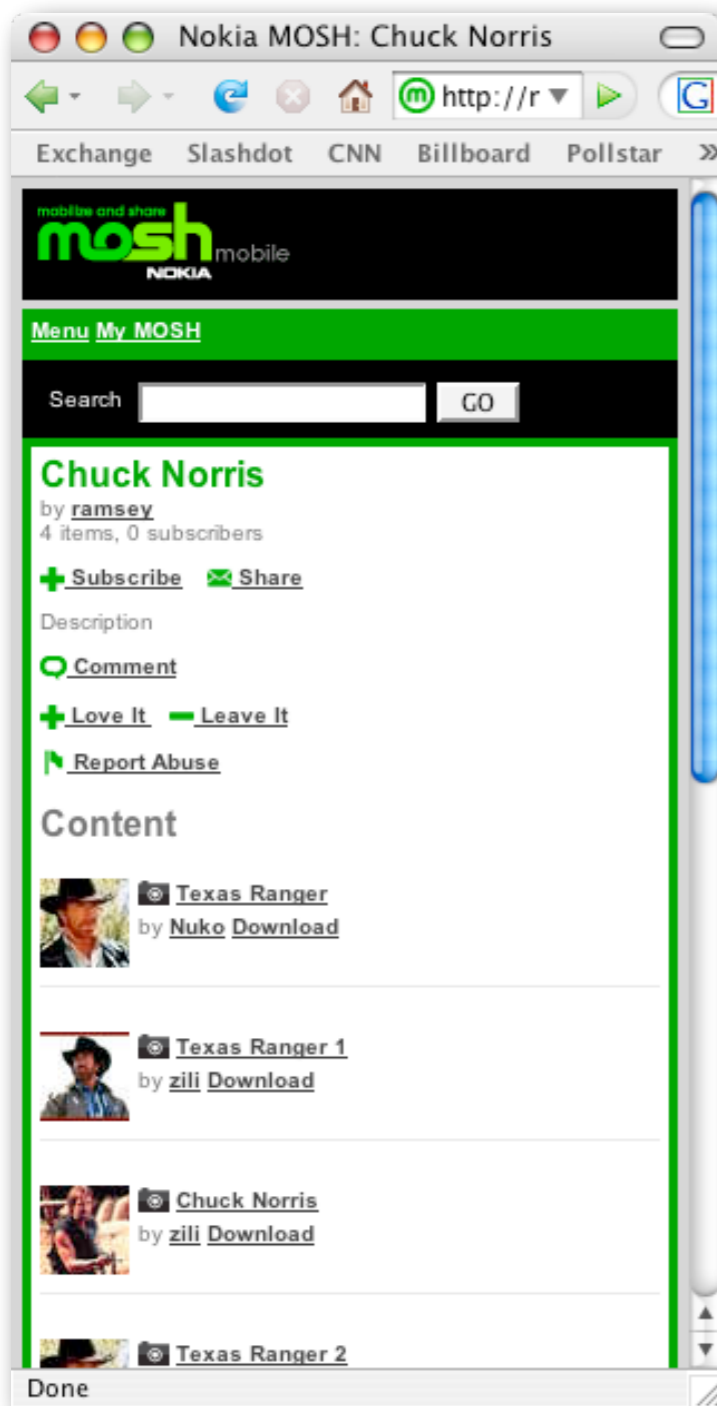 Nokia MOSH: Chuck Norris
http://r
G
Exchange Slashdot CNN Billboard Pollstar »
mobilize and share
mosh mobile
NOKIA
Menu My MOSH
Search GO
Chuck Norris
by ramsey
4 items, 0 subscribers
Subscribe Share
Description
Comment
Love It Leave It
Report Abuse
Content
Texas Ranger
by Nuko Download
Texas Ranger 1
by zili Download
Chuck Norris
by zili Download
Texas Ranger 2
Done